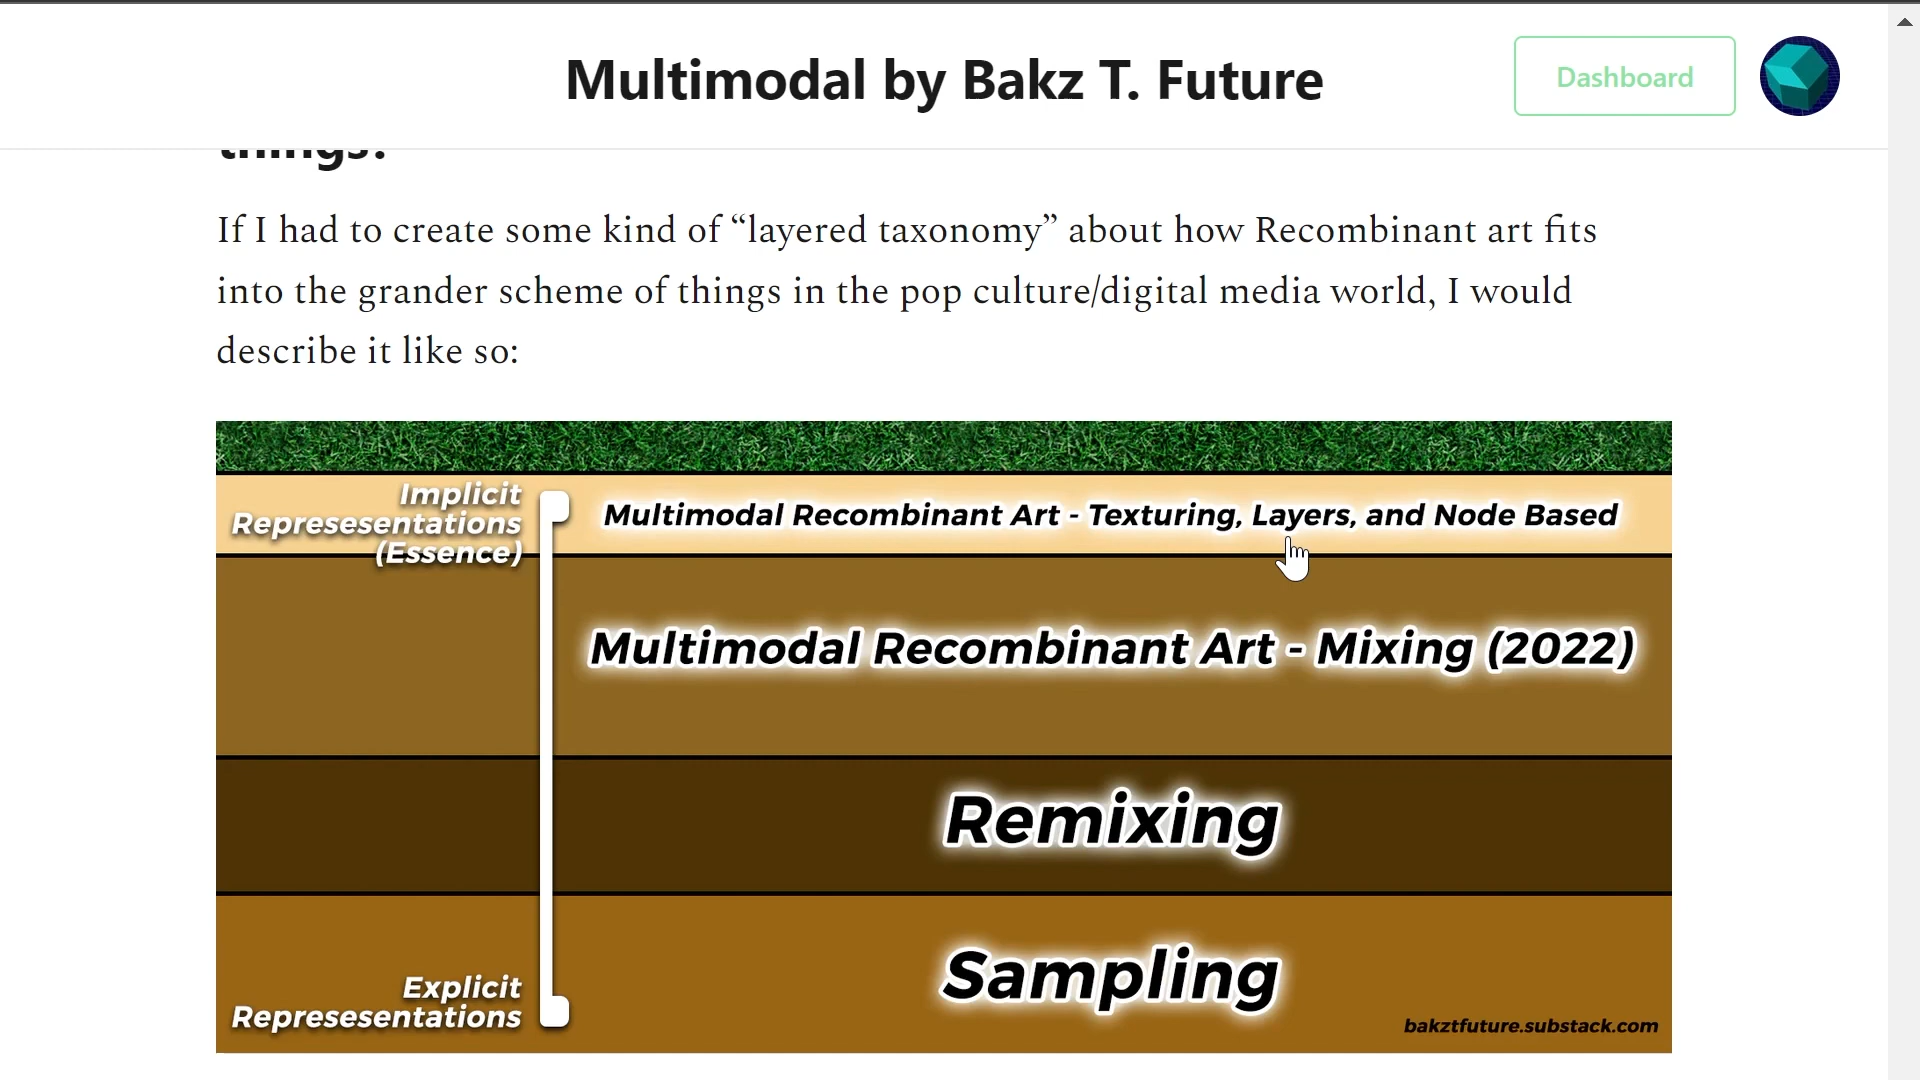 Multimodal by Bakz T. Future
Dashboard
things?
If I had to create some kind of “layered taxonomy” about how Recombinant art fits
into the grander scheme of things in the pop culture/digital media world, I would
describe it like so:
Implicit
Represesentations
(Essence)
Multimodal Recombinant Art - Texturing, Layers, and Node Based
Multimodal Recombinant Art - Mixing (2022)
Remixing
Sampling
Explicit
Represesentations
bakztfuture.substack.com